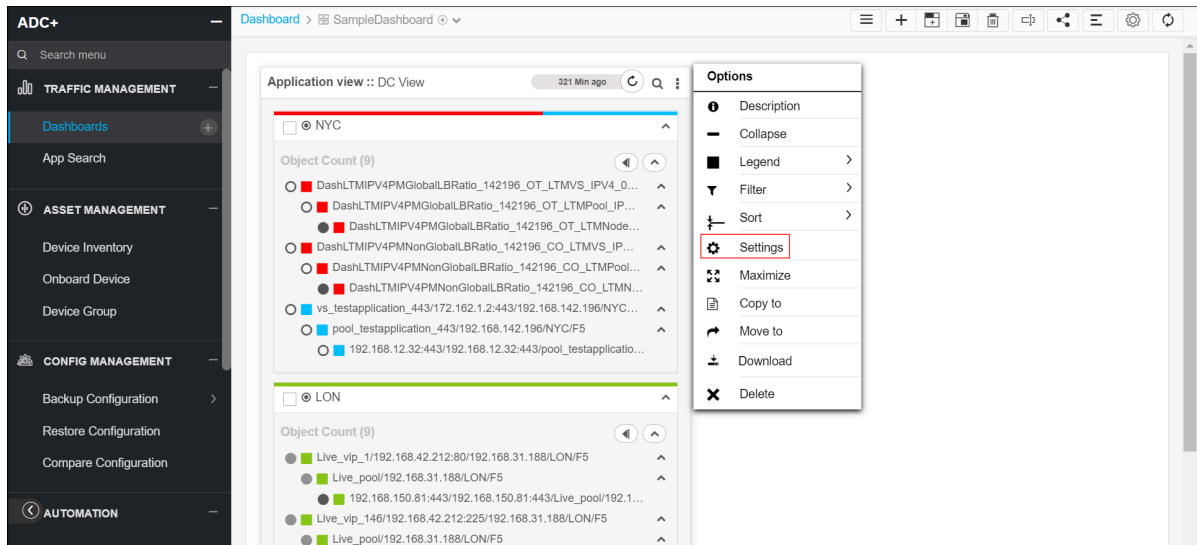 ADC+
Search menu
TRAFFIC MANAGEMENT
Dashboards
App Search
ASSET MANAGEMENT
Device Inventory
Onboard Device
Device Group
CONFIG MANAGEMENT
Backup Configuration
Restore Configuration
Compare Configuration
AUTOMATION
Dashboard > SampleDashboard
Application view :: DC View
321 Min ago
NYC
Object Count (9)
DashLTMIPV4PMGlobalLBRatio_142196_OT_LTMVS_IPV4_0...
DashLTMIPV4PMGlobalLBRatio_142196_OT_LTMPool_IP...
DashLTMIPV4PMGlobalLBRatio_142196_OT_LTMNode...
DashLTMIPV4PMNonGlobalLBRatio_142196_CO_LTMVS_IP...
DashLTMIPV4PMNonGlobalLBRatio_142196_CO_LTMPool...
DashLTMIPV4PMNonGlobalLBRatio_142196_CO_LTMN...
vs_testapplication_443/172.162.1.2:443/192.168.142.196/NYC...
pool_testapplication_443/192.168.142.196/NYC/F5
192.168.12.32:443/192.168.12.32:443/pool_testapplicatio...
LON
Object Count (9)
Live_vip_1/192.168.42.212:80/192.168.31.188/LON/F5
Live_pool/192.168.31.188/LON/F5
192.168.150.81:443/192.168.150.81:443/Live_pool/192.1...
Live_vip_146/192.168.42.212:225/192.168.31.188/LON/F5
Live_pool/192.168.31.188/LON/F5
Options
Description
Collapse
Legend
Filter
Sort
Settings
Maximize
Copy to
Move to
Download
Delete